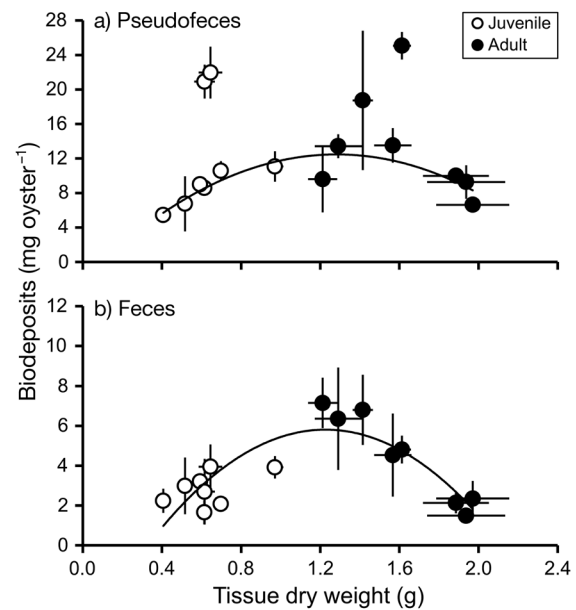 a) Pseudofeces
Juvenile
Adult
28
24
20
16
12
8
4
0
b) Feces
12
10
8
6
4
2
0
0.0 0.4 0.8 1.2 1.6 2.0 2.4
Tissue dry weight (g)
Biodeposits (mg oyster⁻¹)